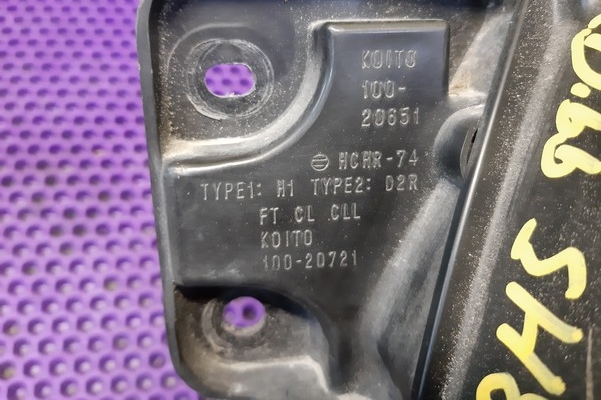 KOITO
100-
20651
HCHR-74
TYPE1: H1 TYPE2: D2R
FT CL CLL
KOITO
100-20721